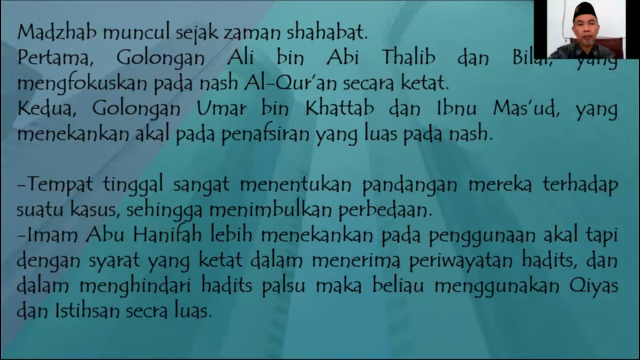 Madzhab muncul sejak zaman shahabat.
Pertama, Golongan Ali bin Abi Thalib dan Bilal, yang
mengfokuskan pada nash Al-Qur'an secara ketat.
Kedua, Golongan Umar bin Khattab dan Ibnu Mas'ud, yang
menekankan akal pada penafsiran yang luas pada nash.
-Tempat tinggal sangat menentukan pandangan mereka terhadap
suatu kasus, sehingga menimbulkan perbedaan.
-Imam Abu Hanifah lebih menekankan pada penggunaan akal tapi
dengan syarat yang ketat dalam menerima periwayatan hadits, dan
dalam menghindari hadits palsu maka beliau menggunakan Qiyas
dan Istihsan secra luas.